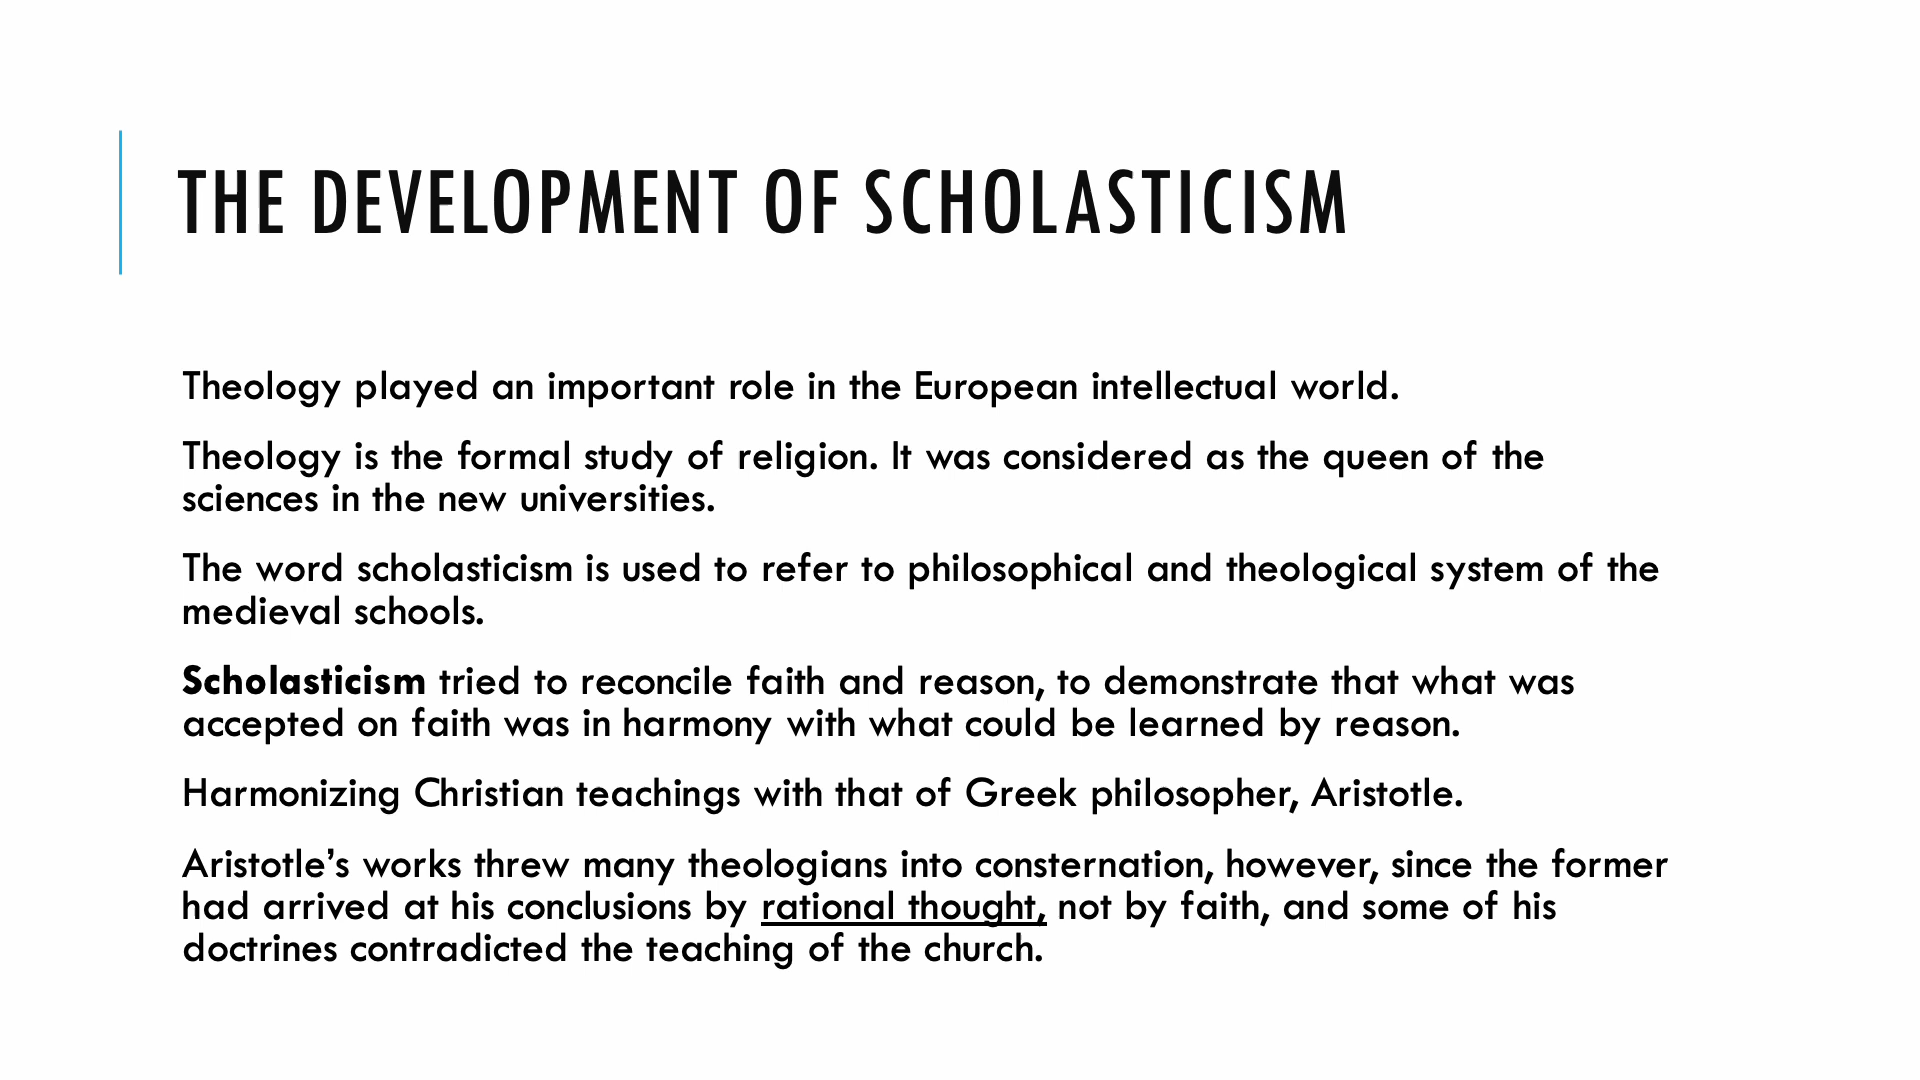 THE DEVELOPMENT OF SCHOLASTICISM
Theology played an important role in the European intellectual world.
Theology is the formal study of religion. It was considered as the queen of the
sciences in the new universities.
The word scholasticism is used to refer to philosophical and theological system of the
medieval schools.
Scholasticism tried to reconcile faith and reason, to demonstrate that what was
accepted on faith was in harmony with what could be learned by reason.
Harmonizing Christian teachings with that of Greek philosopher, Aristotle.
Aristotle’s works threw many theologians into consternation, however, since the former
had arrived at his conclusions by rational thought, not by faith, and some of his
doctrines contradicted the teaching of the church.